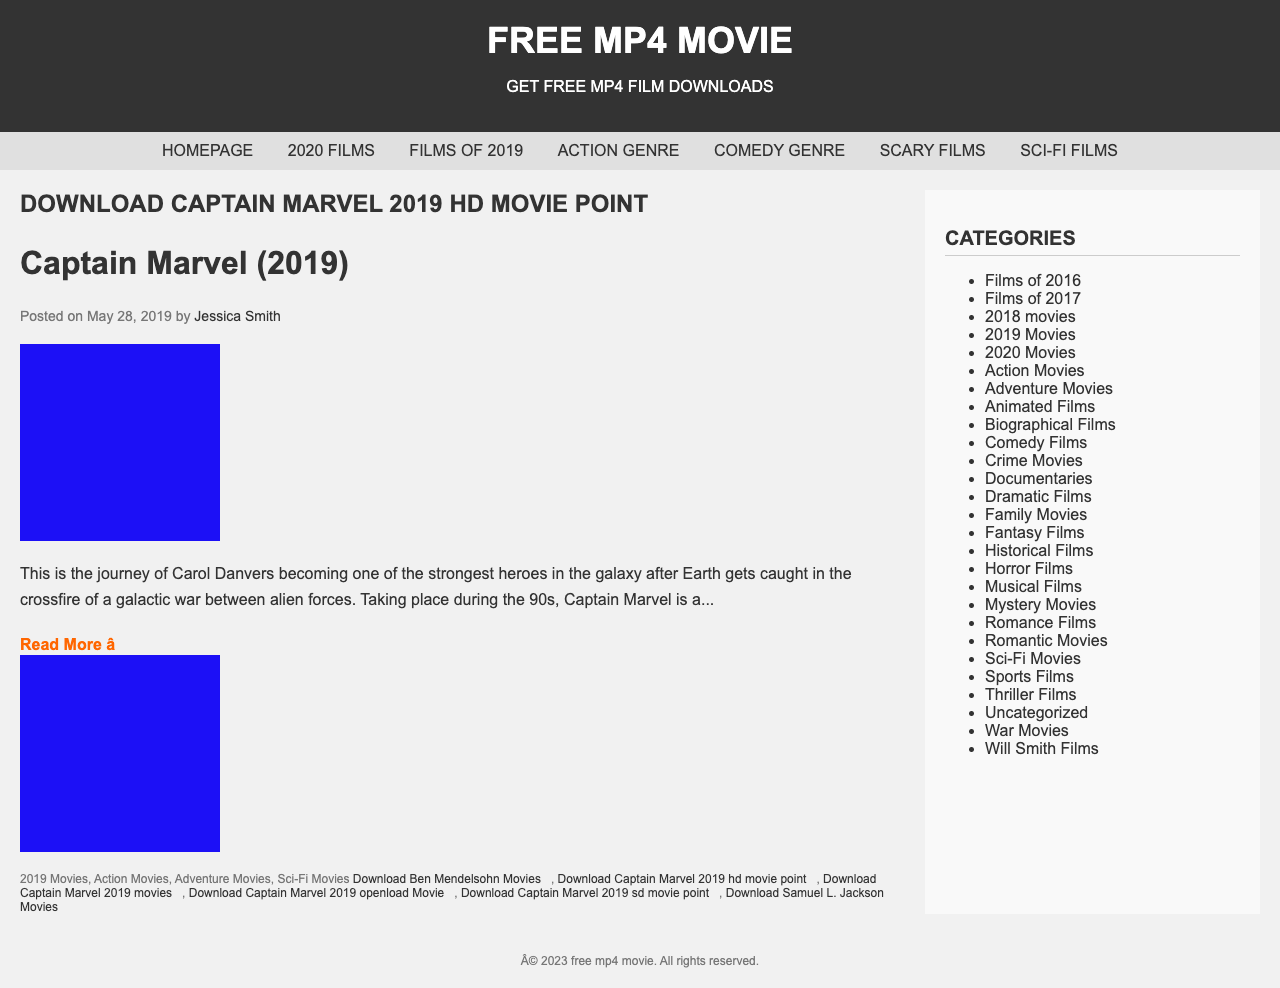 FREE MP4 MOVIE
GET FREE MP4 FILM DOWNLOADS
HOMEPAGE 2020 FILMS FILMS OF 2019 ACTION GENRE COMEDY GENRE SCARY FILMS SCI-FI FILMS
DOWNLOAD CAPTAIN MARVEL 2019 HD MOVIE POINT
Captain Marvel (2019)
Posted on May 28, 2019 by Jessica Smith
This is the journey of Carol Danvers becoming one of the strongest heroes in the galaxy after Earth gets caught in the
crossfire of a galactic war between alien forces. Taking place during the 90s, Captain Marvel is a...
Read More â
2019 Movies, Action Movies, Adventure Movies, Sci-Fi Movies Download Ben Mendelsohn Movies , Download Captain Marvel 2019 hd movie point , Download
Captain Marvel 2019 movies , Download Captain Marvel 2019 openload Movie , Download Captain Marvel 2019 sd movie point , Download Samuel L. Jackson
Movies
CATEGORIES
• Films of 2016
• Films of 2017
• 2018 movies
• 2019 Movies
• 2020 Movies
• Action Movies
• Adventure Movies
• Animated Films
• Biographical Films
• Comedy Films
• Crime Movies
• Documentaries
• Dramatic Films
• Family Movies
• Fantasy Films
• Historical Films
• Horror Films
• Musical Films
• Mystery Movies
• Romance Films
• Romantic Movies
• Sci-Fi Movies
• Sports Films
• Thriller Films
• Uncategorized
• War Movies
• Will Smith Films
Â© 2023 free mp4 movie. All rights reserved.